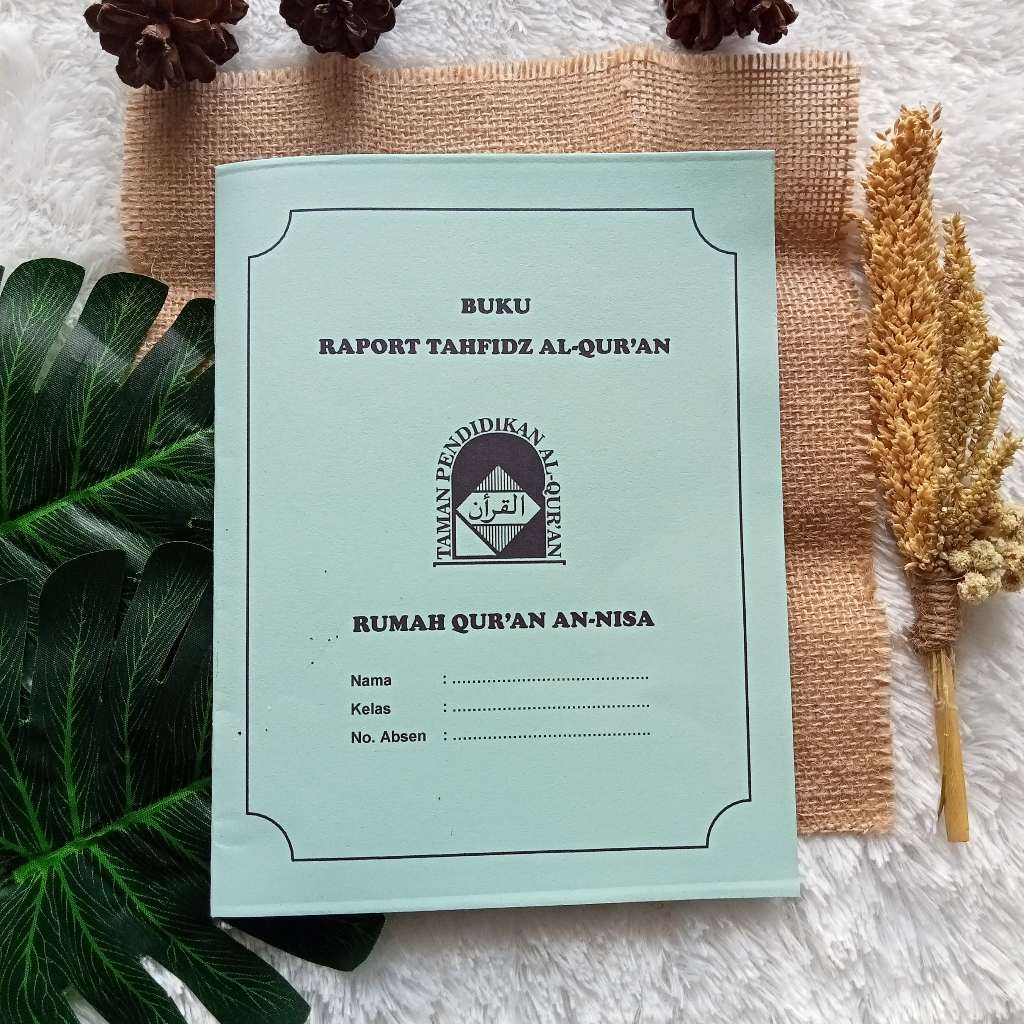 BUKU
RAPORT TAHFIDZ AL-QUR’AN
TAMAN PENDIDIKAN AL-QUR'AN
القرأن
RUMAH QUR’AN AN-NISA
Nama : ........................................
Kelas : ........................................
No. Absen : ........................................